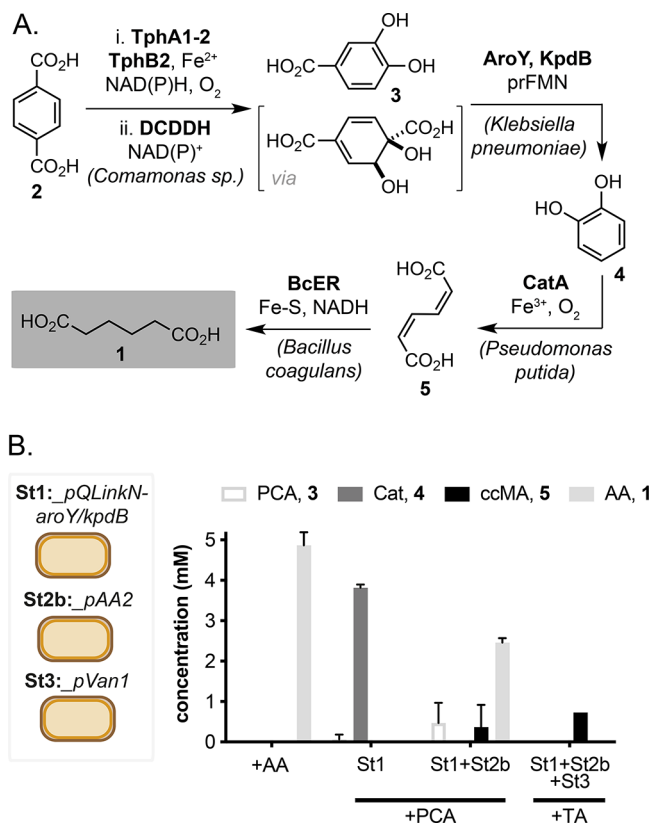 A.
CO₂H
CO₂H
2
i. TphA1-2
TphB2, Fe²⁺
NAD(P)H, O₂
ii. DCDDH
NAD(P)⁺
(Comamonas sp.)
HO₂C
OH
OH
3
HO₂C
CO₂H
OH
OH
via
AroY, KpdB
prFMN
(Klebsiella
pneumoniae)
OH
HO
4
CatA
Fe³⁺, O₂
(Pseudomonas
putida)
HO₂C
CO₂H
5
BcER
Fe-S, NADH
(Bacillus
coagulans)
HO₂C
CO₂H
1
B.
St1:_pQLinkN-
aroY/kpdB
St2b:_pAA2
St3:_pVan1
PCA, 3 Cat, 4 ccMA, 5 AA, 1
concentration (mM)
5
4
3
2
1
0
+AA St1 St1+St2b St1+St2b
+St3
+PCA +TA